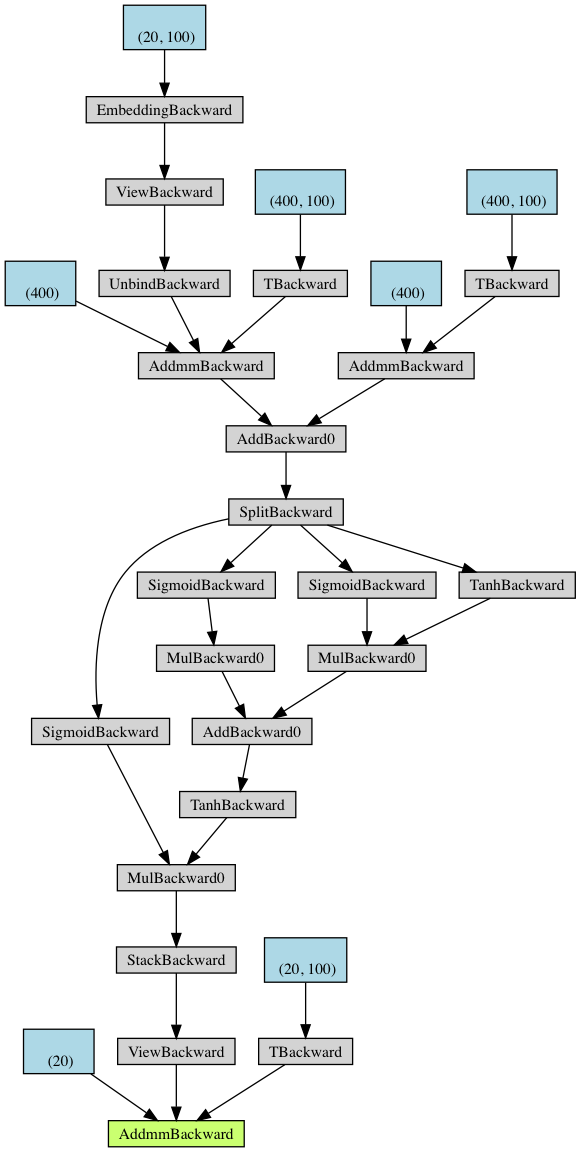 (20, 100)
EmbeddingBackward
ViewBackward
(400, 100)
(400, 100)
(400)
UnbindBackward
TBackward
(400)
TBackward
AddmmBackward
AddmmBackward
AddBackward0
SplitBackward
SigmoidBackward
SigmoidBackward
TanhBackward
MulBackward0
MulBackward0
SigmoidBackward
AddBackward0
TanhBackward
MulBackward0
StackBackward
(20, 100)
(20)
ViewBackward
TBackward
AddmmBackward